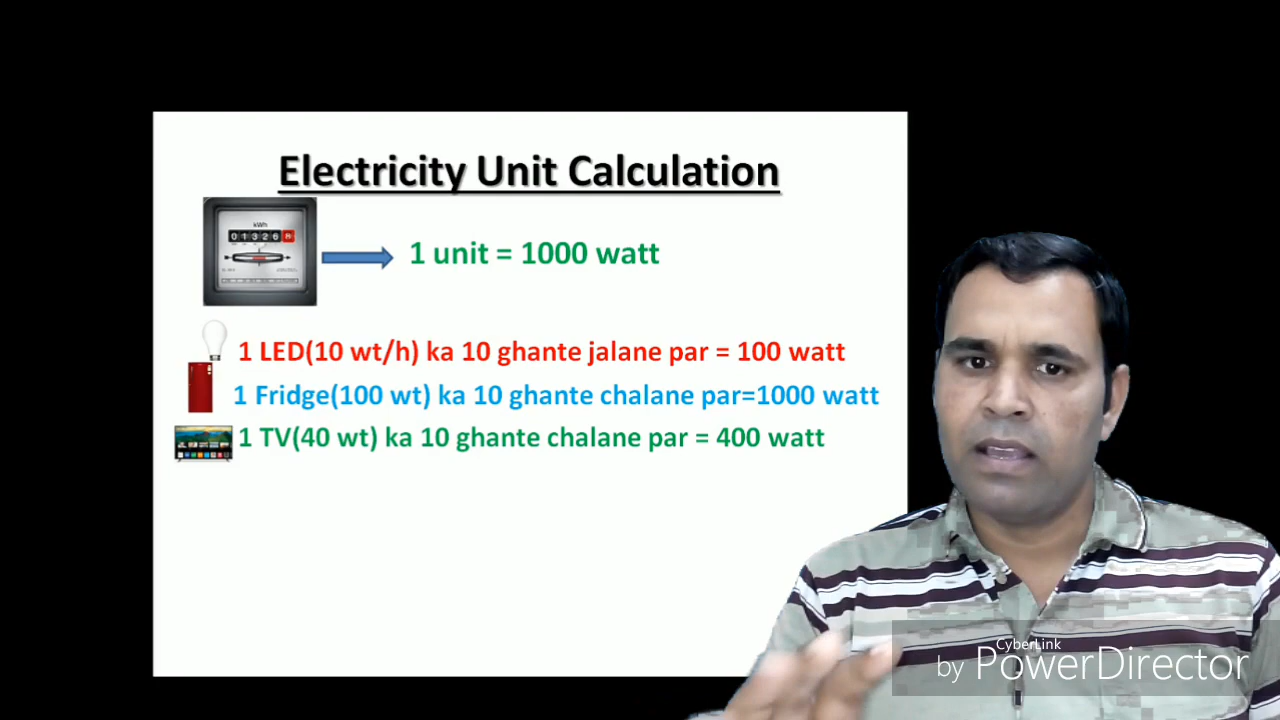 Electricity Unit Calculation
kWh
01326
1 unit = 1000 watt
1 LED(10 wt/h) ka 10 ghante jalane par = 100 watt
1 Fridge(100 wt) ka 10 ghante chalane par=1000 watt
1 TV(40 wt) ka 10 ghante chalane par = 400 watt
CyberLink
by PowerDirector